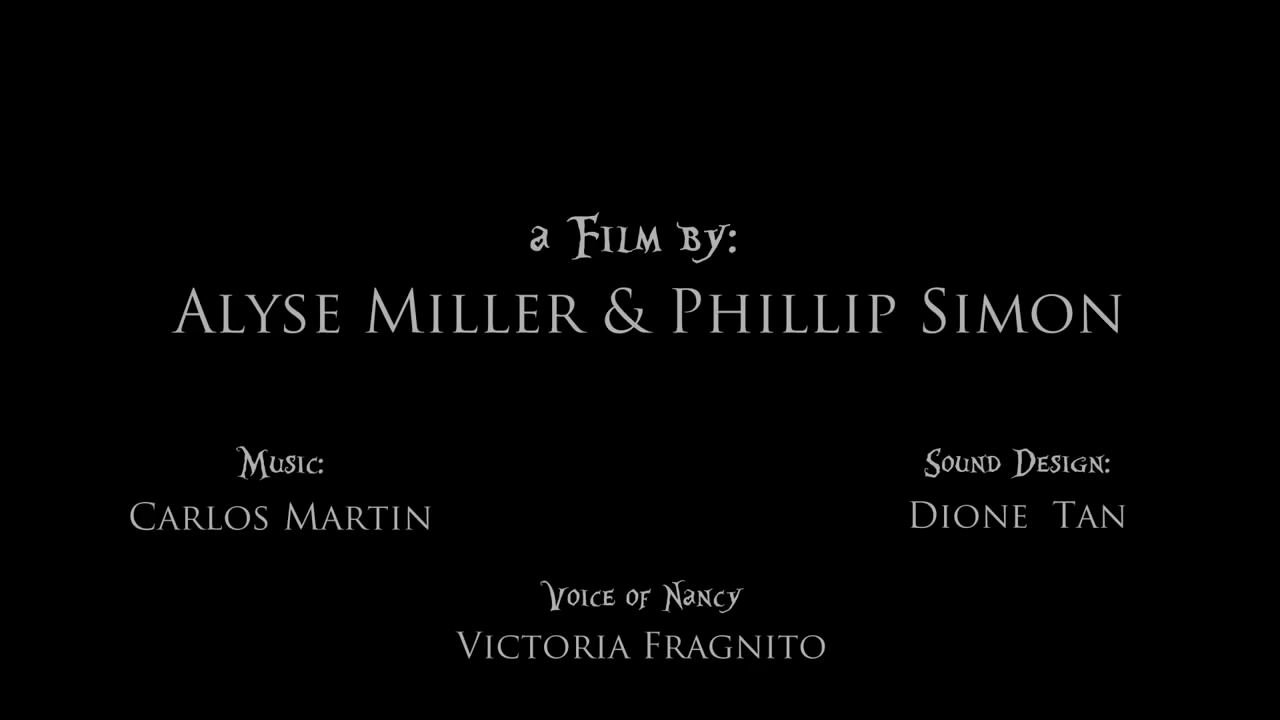 a Film by:
Alyse Miller & Phillip Simon
Music:
Carlos Martin
Sound Design:
Dione Tan
Voice of Nancy
Victoria Fragnito